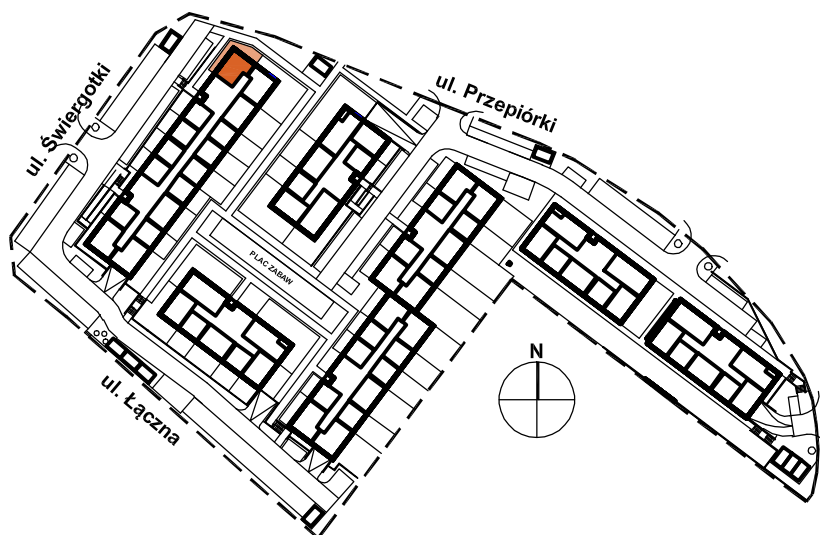 ul. Świergotki
ul. Przepiórki
PLAC ZABAW
N
ul. Łączna